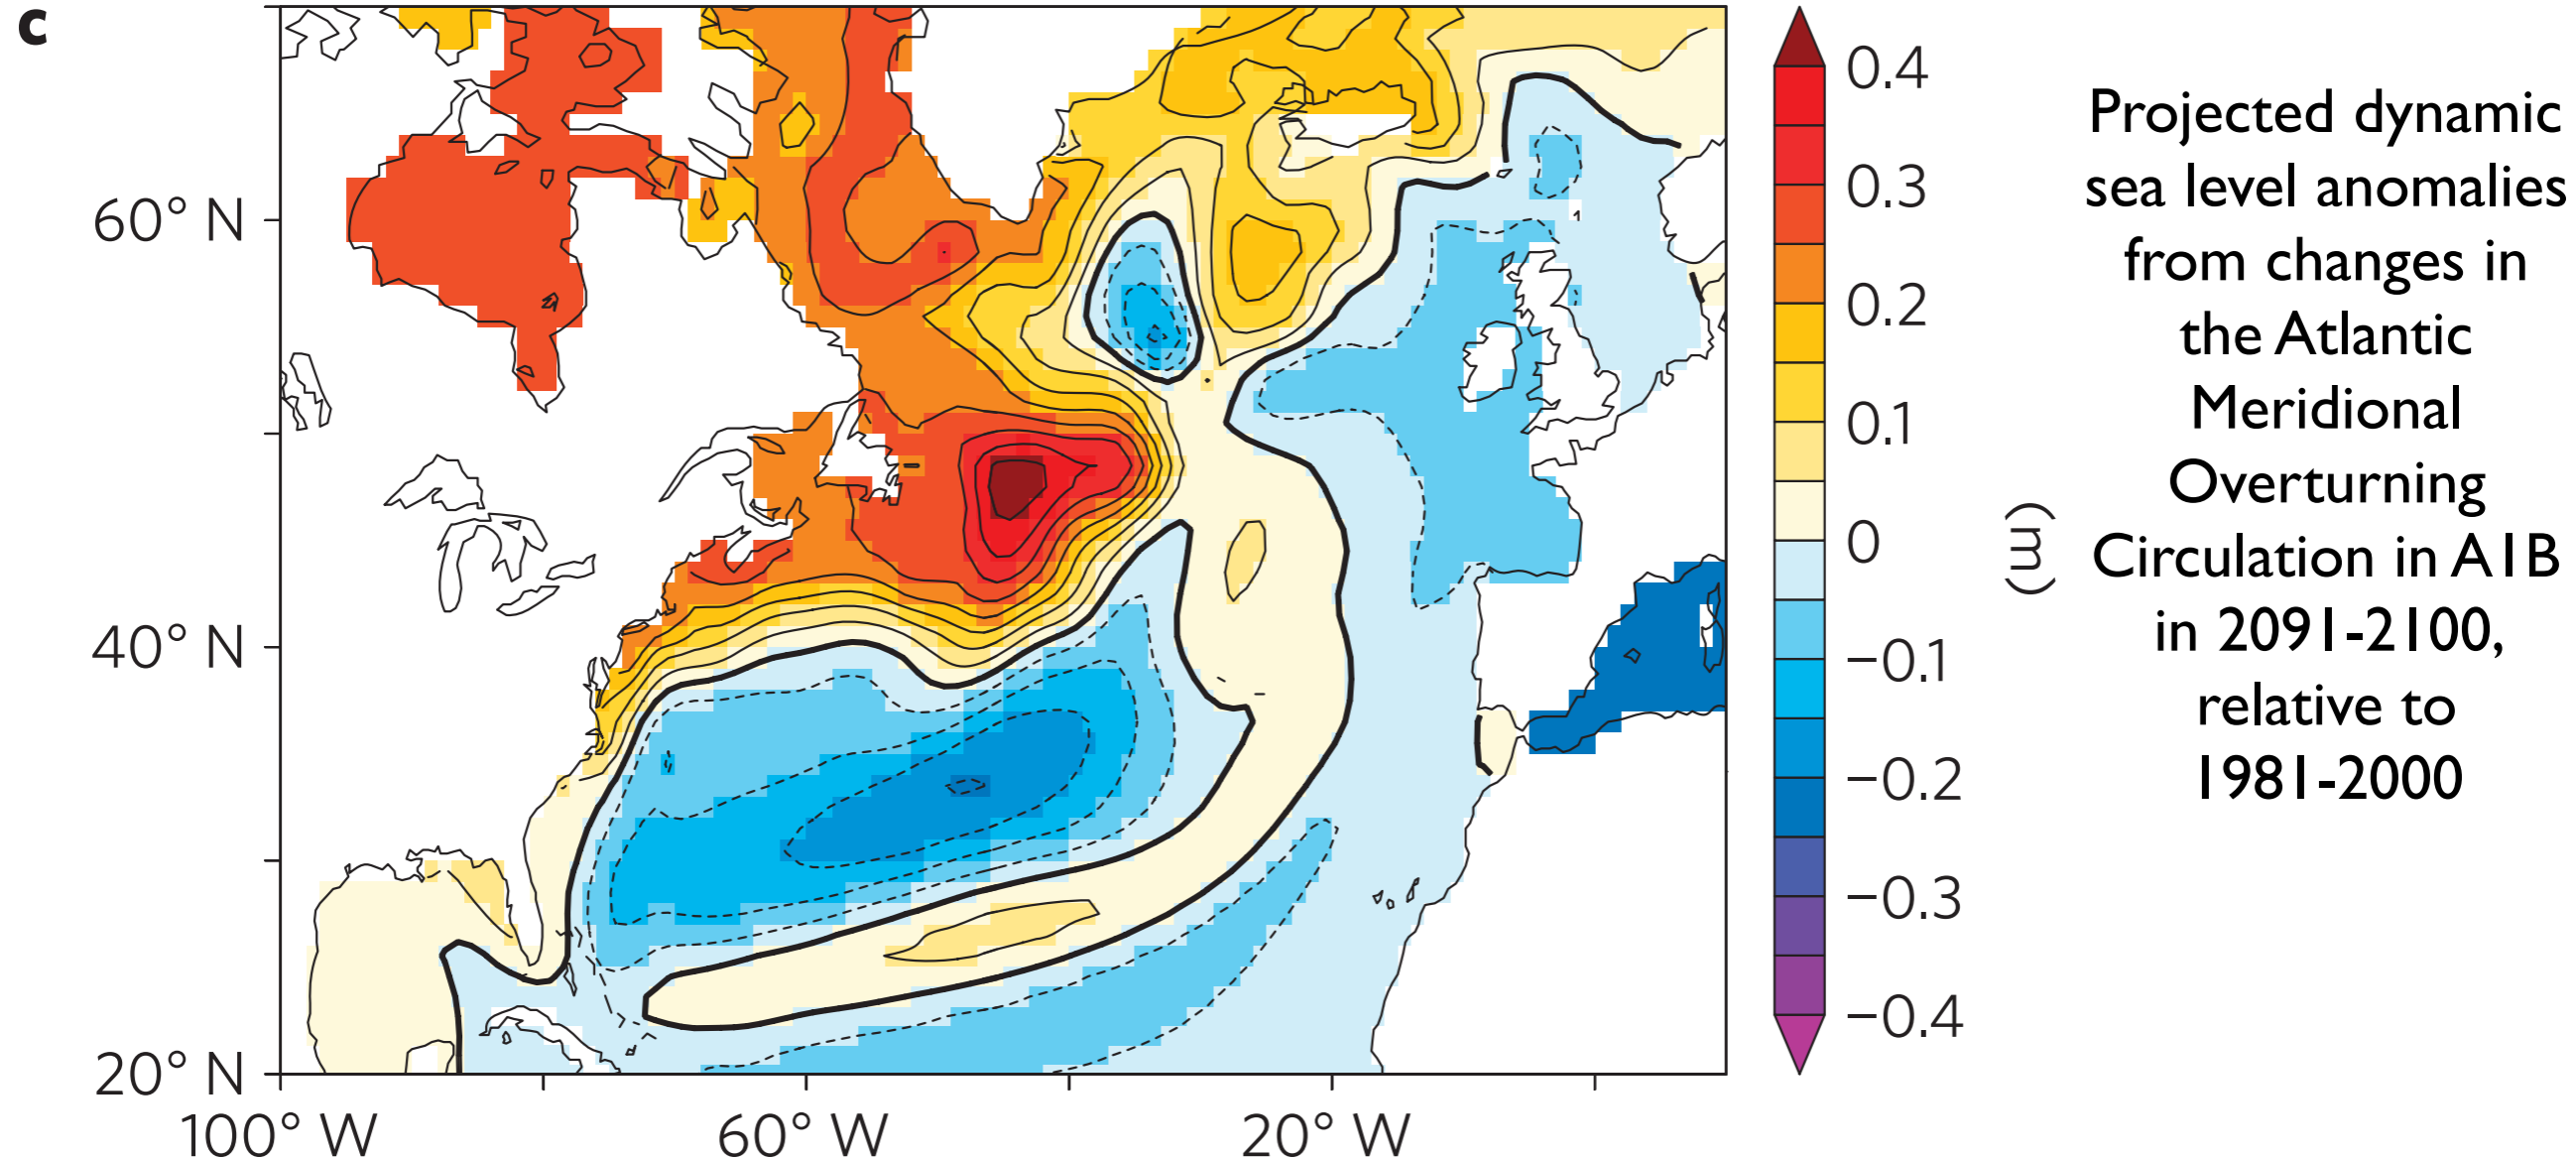 c
60° N
40° N
20° N
100° W
60° W
20° W
0.4
0.3
0.2
0.1
0
−0.1
−0.2
−0.3
−0.4
(m)
Projected dynamic
sea level anomalies
from changes in
the Atlantic
Meridional
Overturning
Circulation in A1B
in 2091-2100,
relative to
1981-2000